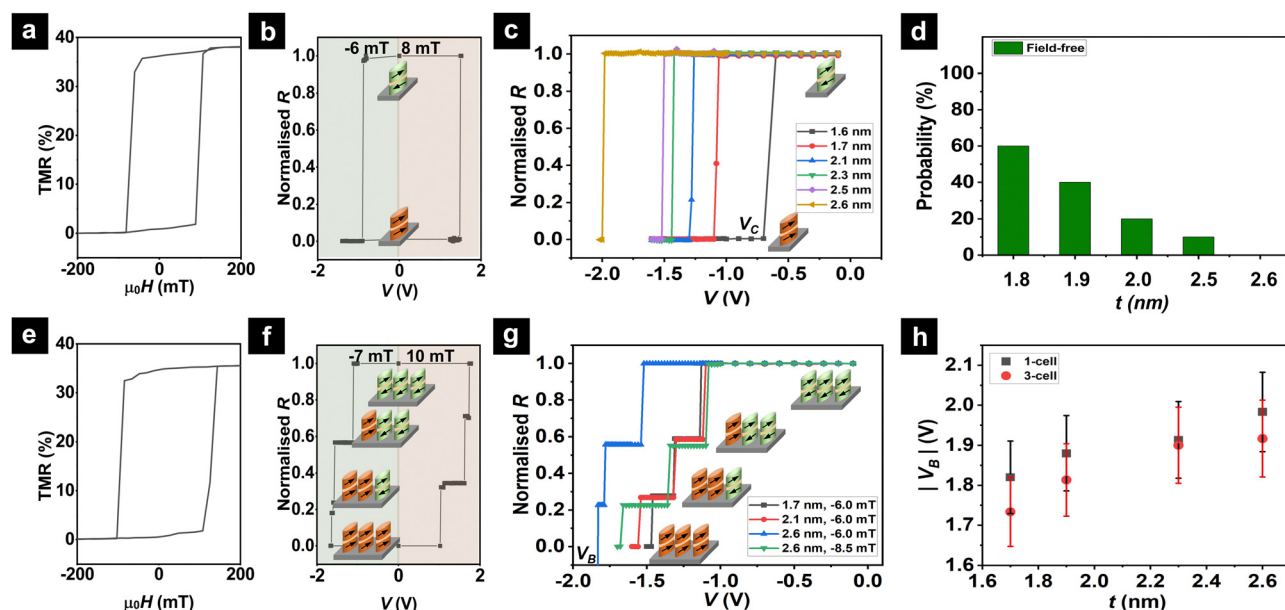 a
TMR (%)
40
30
20
10
0
-200
0
200
μ₀H (mT)
b
Normalised R
-6 mT
8 mT
1.0
0.8
0.6
0.4
0.2
0.0
-2
0
2
V (V)
c
Normalised R
1.0
0.8
0.6
0.4
0.2
0.0
1.6 nm
1.7 nm
2.1 nm
2.3 nm
2.5 nm
2.6 nm
V_C
-2.0
-1.5
-1.0
-0.5
0.0
V (V)
d
Probability (%)
Field-free
100
80
60
40
20
0
1.8
1.9
2.0
2.5
2.6
t (nm)
e
TMR (%)
40
30
20
10
0
-200
0
200
μ₀H (mT)
f
Normalised R
-7 mT
10 mT
1.0
0.8
0.6
0.4
0.2
0.0
-2
0
2
V (V)
g
Normalised R
1.0
0.8
0.6
0.4
0.2
0.0
1.7 nm, -6.0 mT
2.1 nm, -6.0 mT
2.6 nm, -6.0 mT
2.6 nm, -8.5 mT
V_B
-2.0
-1.5
-1.0
-0.5
0.0
V (V)
h
| V_B | (V)
1-cell
3-cell
2.1
2.0
1.9
1.8
1.7
1.6
1.6
1.8
2.0
2.2
2.4
2.6
t (nm)